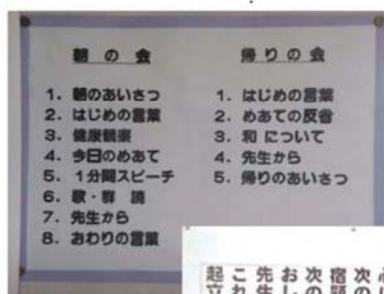 朝の会
1. 朝のあいさつ
2. はじめの言葉
3. 健康観察
4. 今日のめあて
5. 1分間スピーチ
6. 歌・群読
7. 先生から
8. おわりの言葉
帰りの会
1. はじめの言葉
2. めあての反省
3. 和 について
4. 先生から
5. 帰りのあいさつ